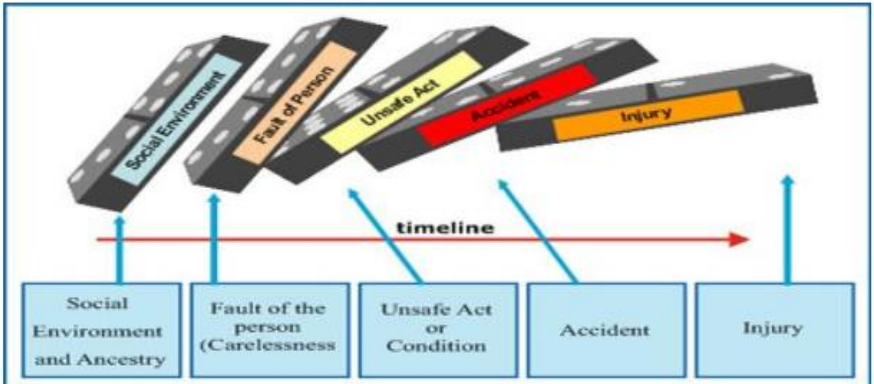 Social Environment
Fault of Person
Unsafe Act
Accident
Injury
timeline
Social
Environment
and Ancestry
Fault of the
person
(Carelessness
Unsafe Act
or
Condition
Accident
Injury